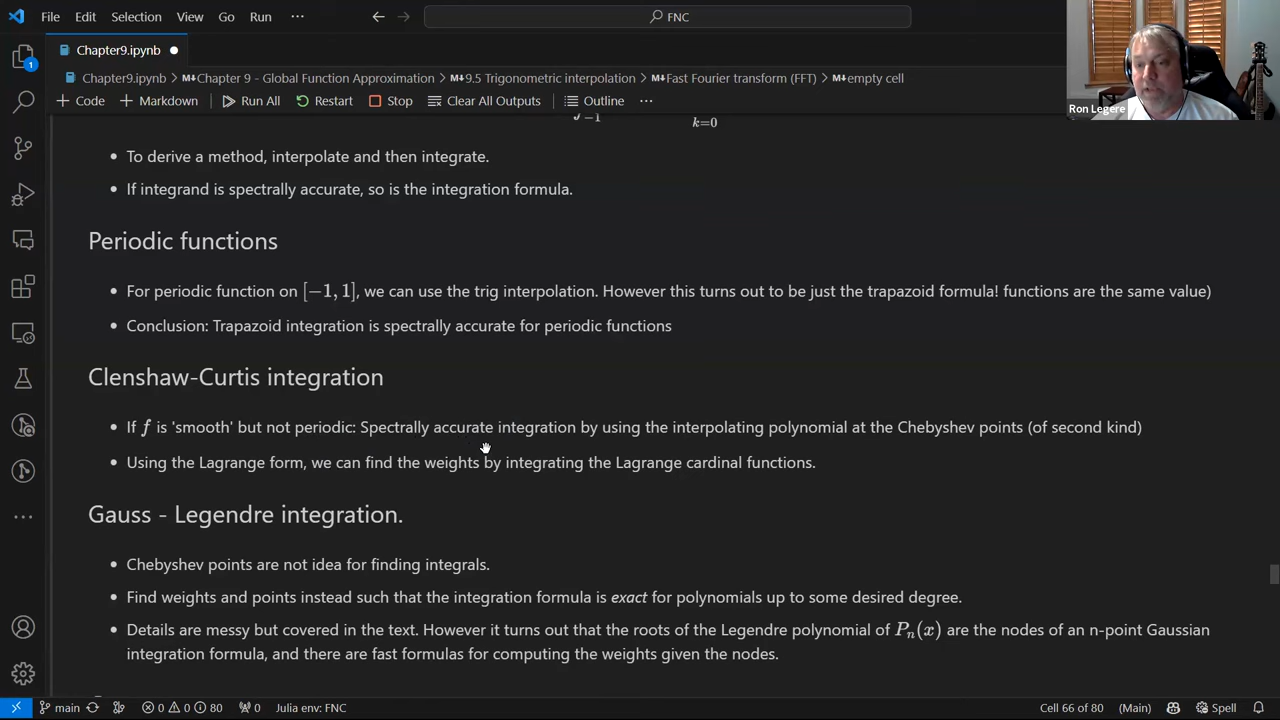 File Edit Selection View Go Run ··· FNC
Chapter9.ipynb
Chapter9.ipynb > Chapter 9 - Global Function Approximation > 9.5 Trigonometric interpolation > Fast Fourier transform (FFT) > empty cell
+ Code + Markdown Run All Restart Stop Clear All Outputs Outline ···
Ron Legere
−1 k=0
• To derive a method, interpolate and then integrate.
• If integrand is spectrally accurate, so is the integration formula.
Periodic functions
• For periodic function on [−1, 1], we can use the trig interpolation. However this turns out to be just the trapazoid formula! functions are the same value)
• Conclusion: Trapazoid integration is spectrally accurate for periodic functions
Clenshaw-Curtis integration
• If f is 'smooth' but not periodic: Spectrally accurate integration by using the interpolating polynomial at the Chebyshev points (of second kind)
• Using the Lagrange form, we can find the weights by integrating the Lagrange cardinal functions.
Gauss - Legendre integration.
• Chebyshev points are not idea for finding integrals.
• Find weights and points instead such that the integration formula is exact for polynomials up to some desired degree.
• Details are messy but covered in the text. However it turns out that the roots of the Legendre polynomial of Pn(x) are the nodes of an n-point Gaussian
integration formula, and there are fast formulas for computing the weights given the nodes.
main 0 0 80 0 Julia env: FNC Cell 66 of 80 (Main) Spell
1